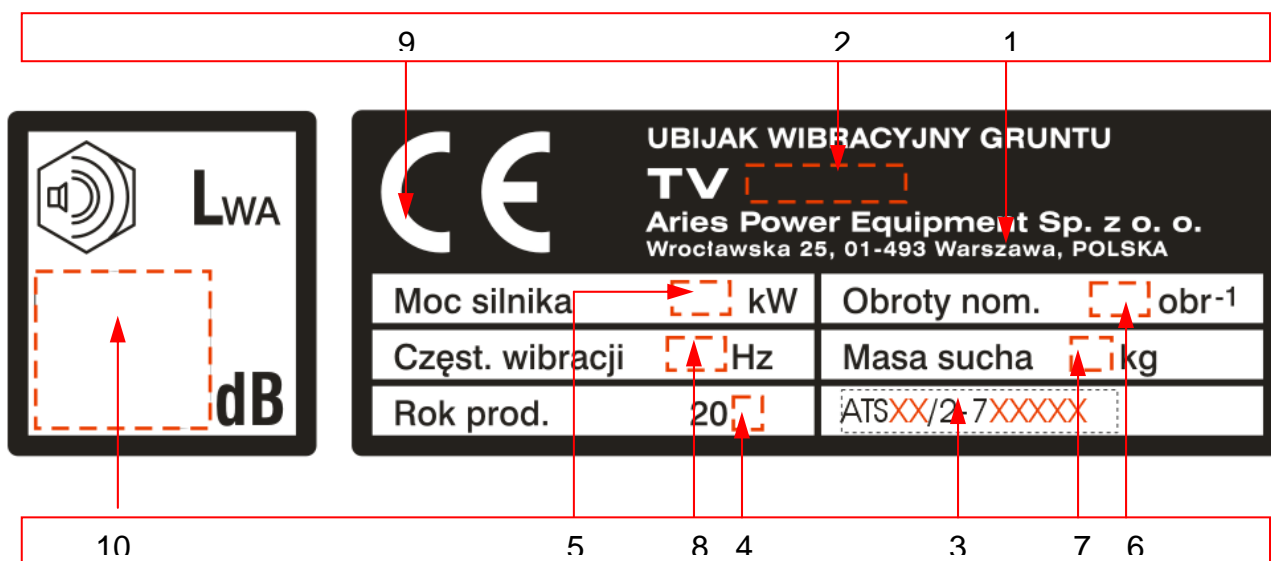 9 2 1
CE
UBIJAK WIBRACYJNY GRUNTU
TV
Aries Power Equipment Sp. z o. o.
Wrocławska 25, 01-493 Warszawa, POLSKA
LWA
dB
Moc silnika kW
Obroty nom. obr-1
Częst. wibracji Hz
Masa sucha kg
Rok prod. 20
ATSXX/2-7XXXXX
10 5 8 4 3 7 6